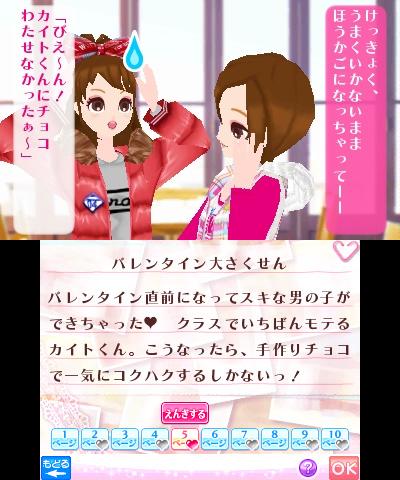 けっきょく、
うまくいかないまま
ほうかごになっちゃってーー
「びえ〜ん!
カイトくんにチョコ
わたせなかったぁ〜」
バレンタイン大さくせん
バレンタイン直前になってスキな男の子が
できちゃった♥ クラスでいちばんモテる
カイトくん。こうなったら、手作りチョコ
で一気にコクハクするしかないっ!
えんぎする
1 ページ
2 ペー
3 ページ
4 ペー
5 ペー
6 ページ
7 ペー
8 ページ
9 ペー
10 ペー
もどる
?
OK